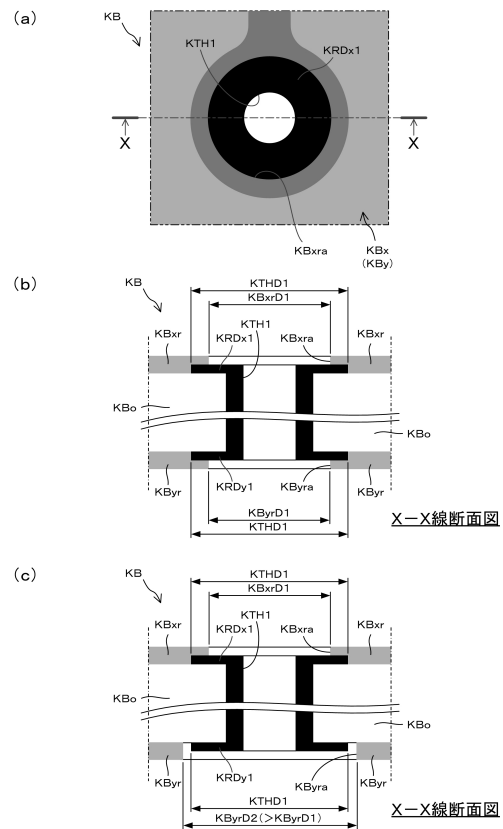 (a)
KB
KTH1
KRDx1
X
X
KBxra
KBx
(KBy)
(b)
KB
KTHD1
KBxrD1
KTH1
KBxr
KRDx1
KBxra
KBxr
KBo
KBo
KByr
KRDy1
KByra
KByr
KByrD1
KTHD1
X－X線断面図
(c)
KB
KTHD1
KBxrD1
KTH1
KBxr
KRDx1
KBxra
KBxr
KBo
KBo
KByr
KRDy1
KByra
KByr
KTHD1
KByrD2(>KByrD1)
X－X線断面図